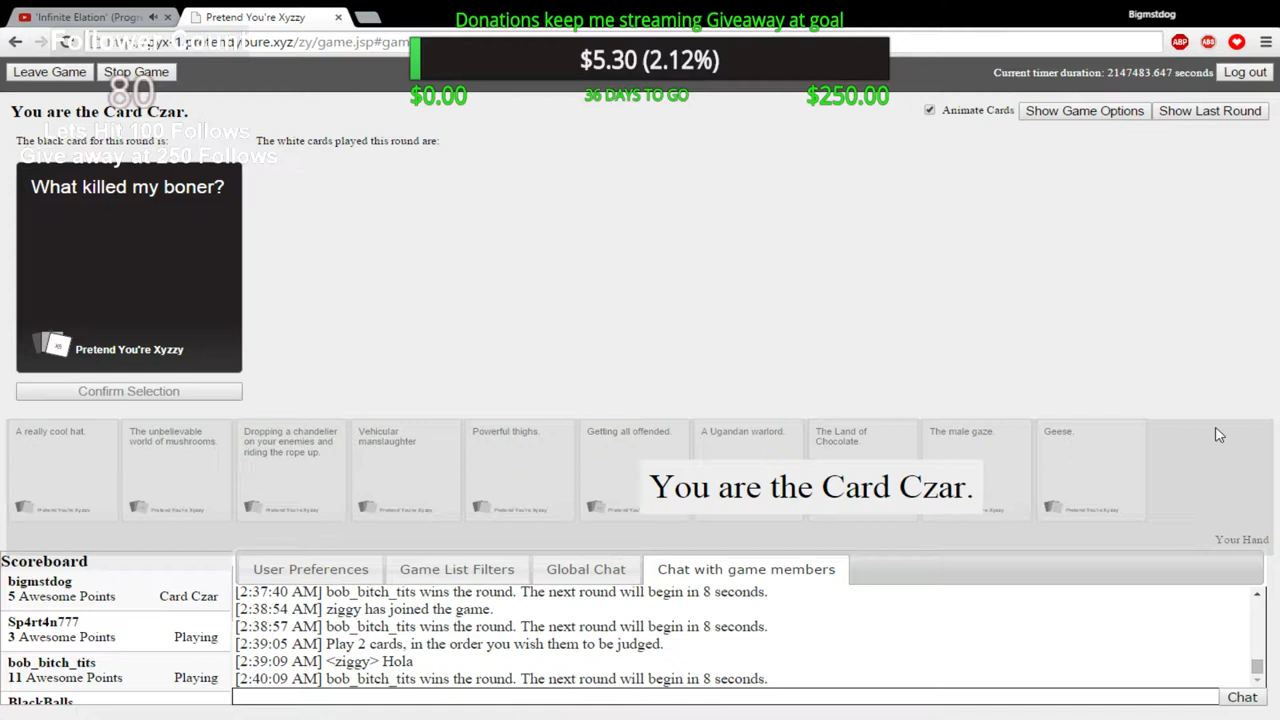 'Infinite Elation' (Progr
Pretend You're Xyzzy
Donations keep me streaming Giveaway at goal
Bigmstdog
$5.30 (2.12%)
$0.00
36 DAYS TO GO
$250.00
Leave Game
Stop Game
Current timer duration: 2147483.647 seconds
Log out
80
You are the Card Czar.
Animate Cards
Show Game Options
Show Last Round
Lets Hit 100 Follows
The black card for this round is:
The white cards played this round are:
Give away at 250 Follows
What killed my boner?
Pretend You're Xyzzy
Confirm Selection
A really cool hat.
The unbelievable
world of mushrooms.
Dropping a chandelier
on your enemies and
riding the rope up.
Vehicular
manslaughter
Powerful thighs.
Getting all offended.
A Ugandan warlord.
The Land of
Chocolate.
The male gaze.
Geese.
You are the Card Czar.
Your Hand
Scoreboard
bigmstdog
5 Awesome Points
Card Czar
Sp4rt4n777
3 Awesome Points
Playing
bob_bitch_tits
11 Awesome Points
Playing
BlackBalls
User Preferences
Game List Filters
Global Chat
Chat with game members
[2:37:40 AM] bob_bitch_tits wins the round. The next round will begin in 8 seconds.
[2:38:54 AM] ziggy has joined the game.
[2:38:57 AM] bob_bitch_tits wins the round. The next round will begin in 8 seconds.
[2:39:05 AM] Play 2 cards, in the order you wish them to be judged.
[2:39:09 AM] <ziggy> Hola
[2:40:09 AM] bob_bitch_tits wins the round. The next round will begin in 8 seconds.
Chat